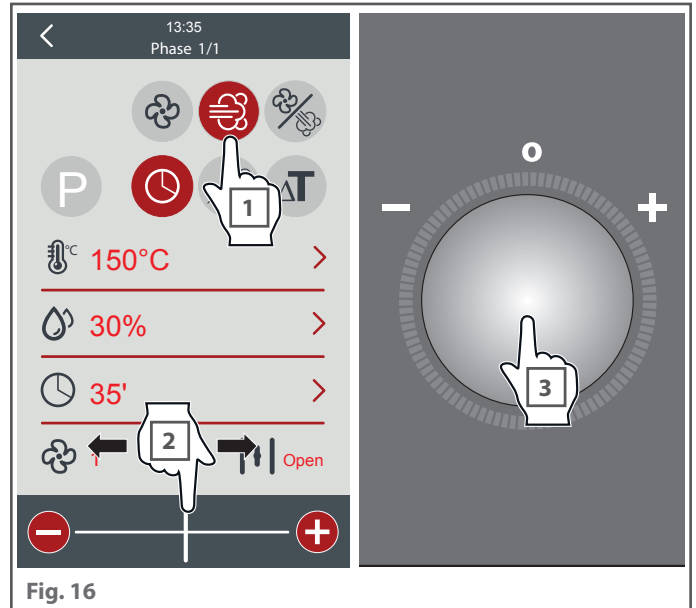 13:35
Phase 1/1
P
1
ΔT
°C 150°C
30%
35'
2
1
Open
o
− +
3
Fig. 16